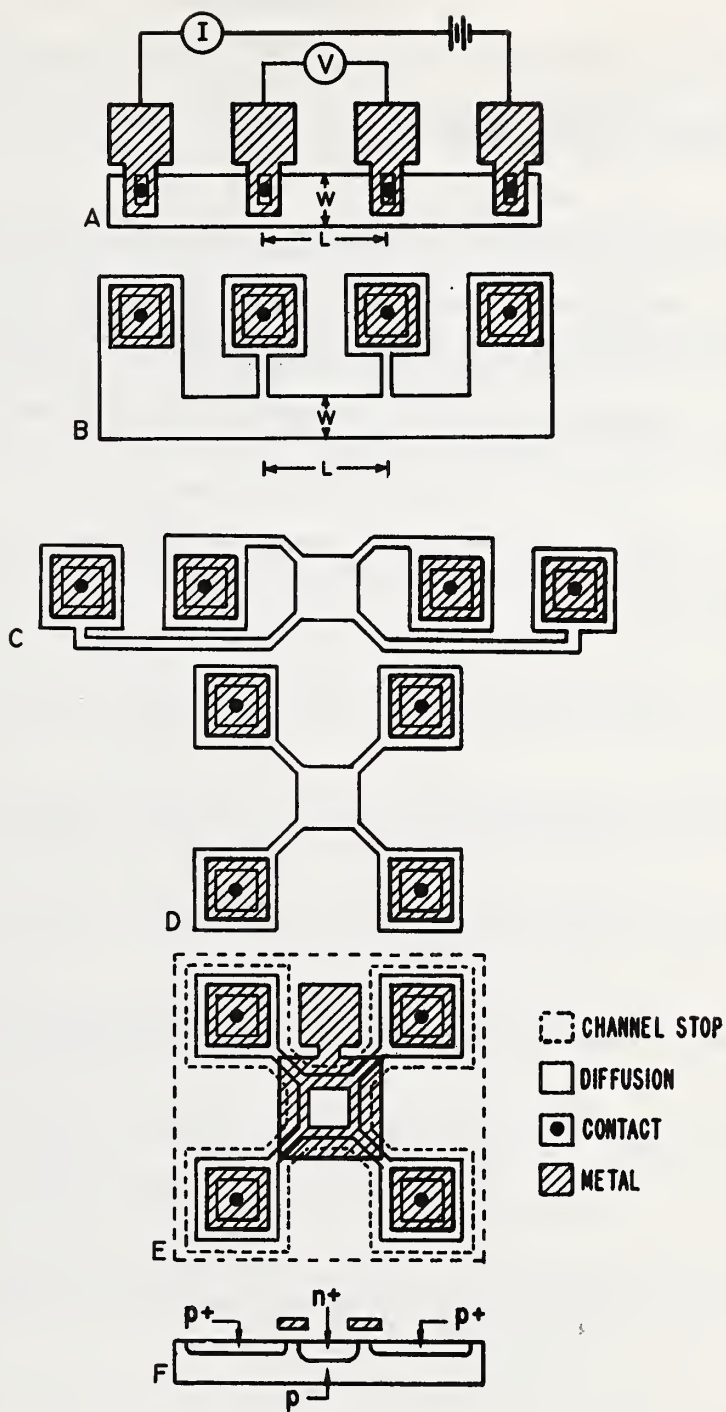 I
V
W
A
L
W
B
L
C
D
CHANNEL STOP
DIFFUSION
CONTACT
METAL
E
n+
p+ p+
F
p